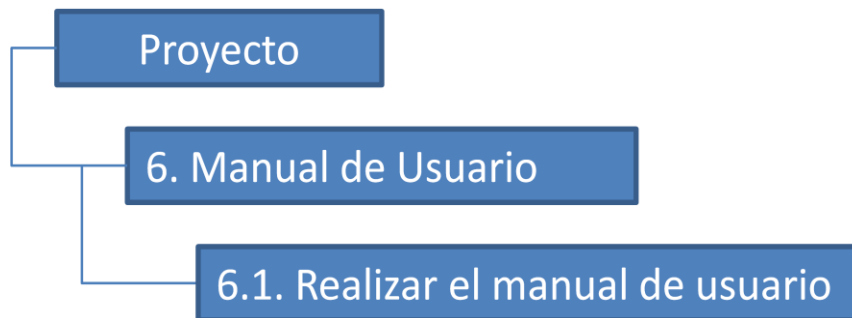 Proyecto
6. Manual de Usuario
6.1. Realizar el manual de usuario